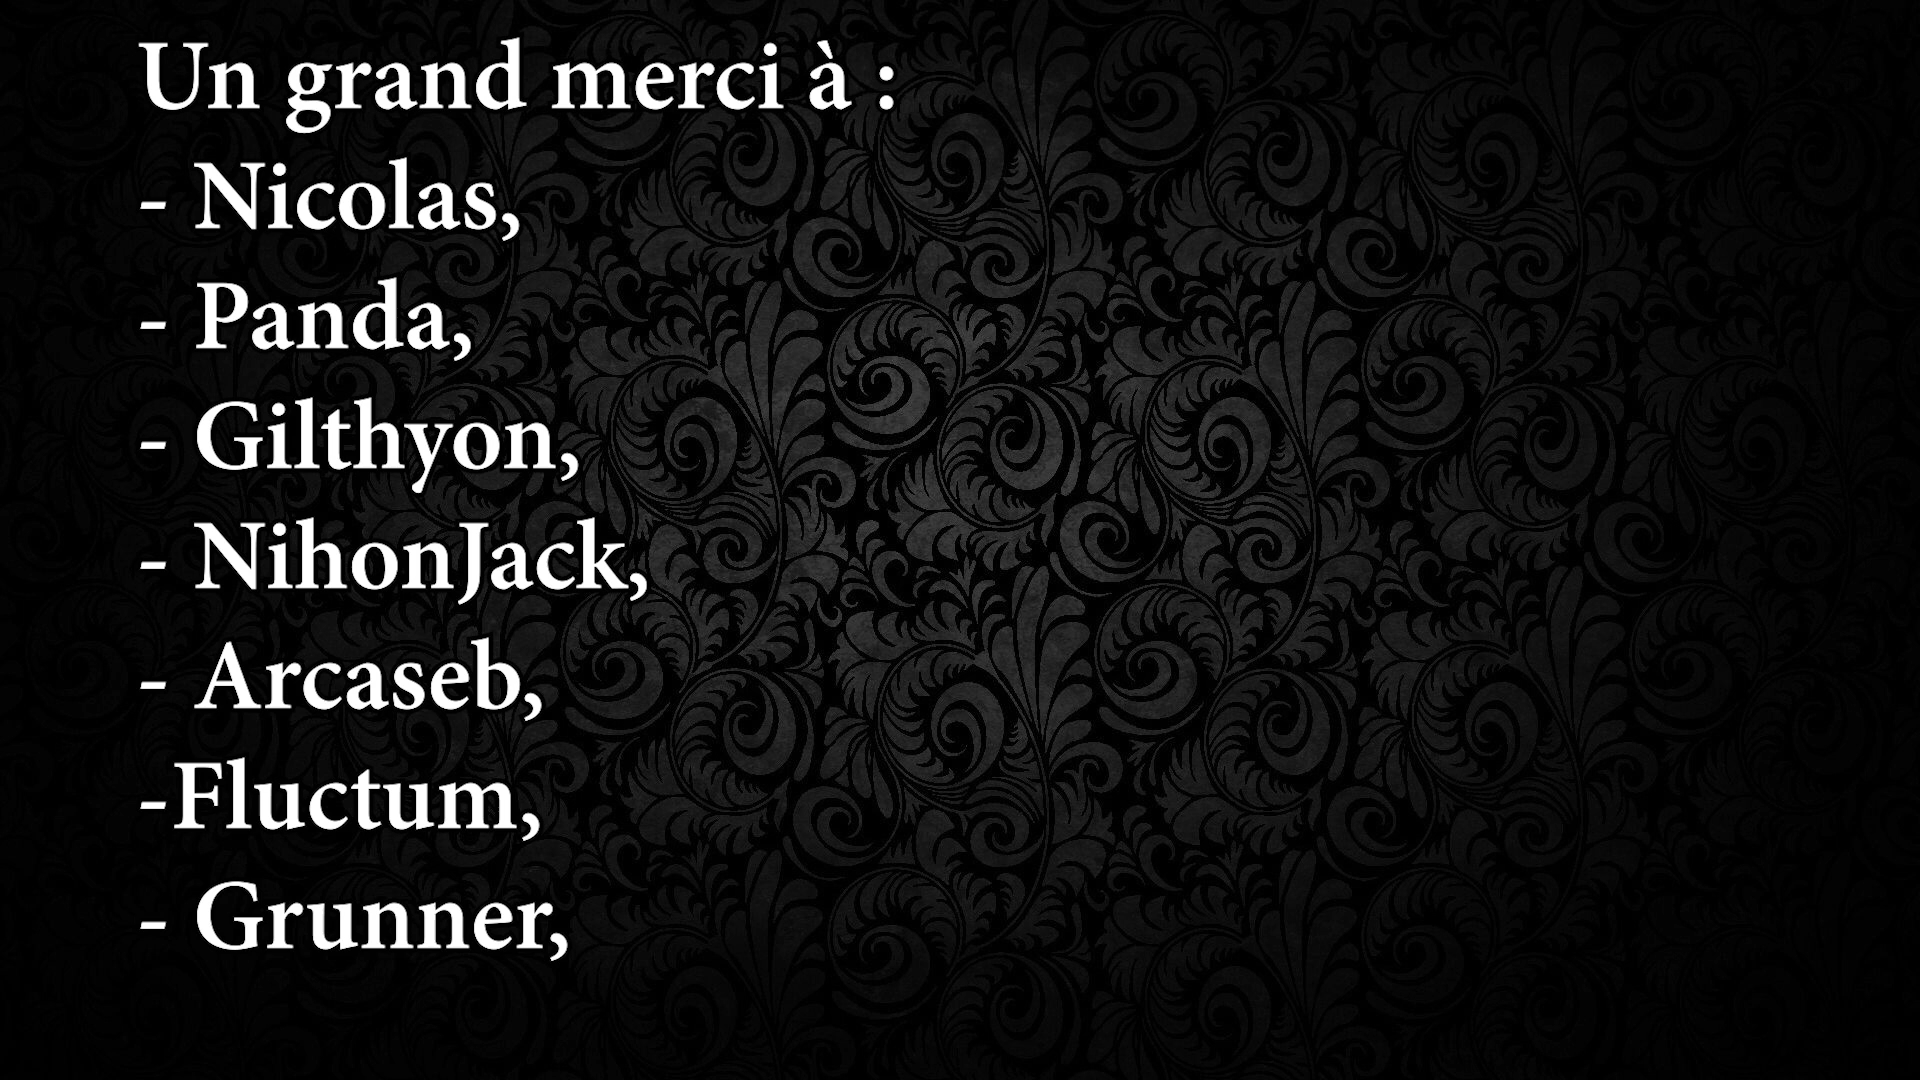 Un grand merci à :
- Nicolas,
- Panda,
- Gilthyon,
- NihonJack,
- Arcaseb,
-Fluctum,
- Grunner,